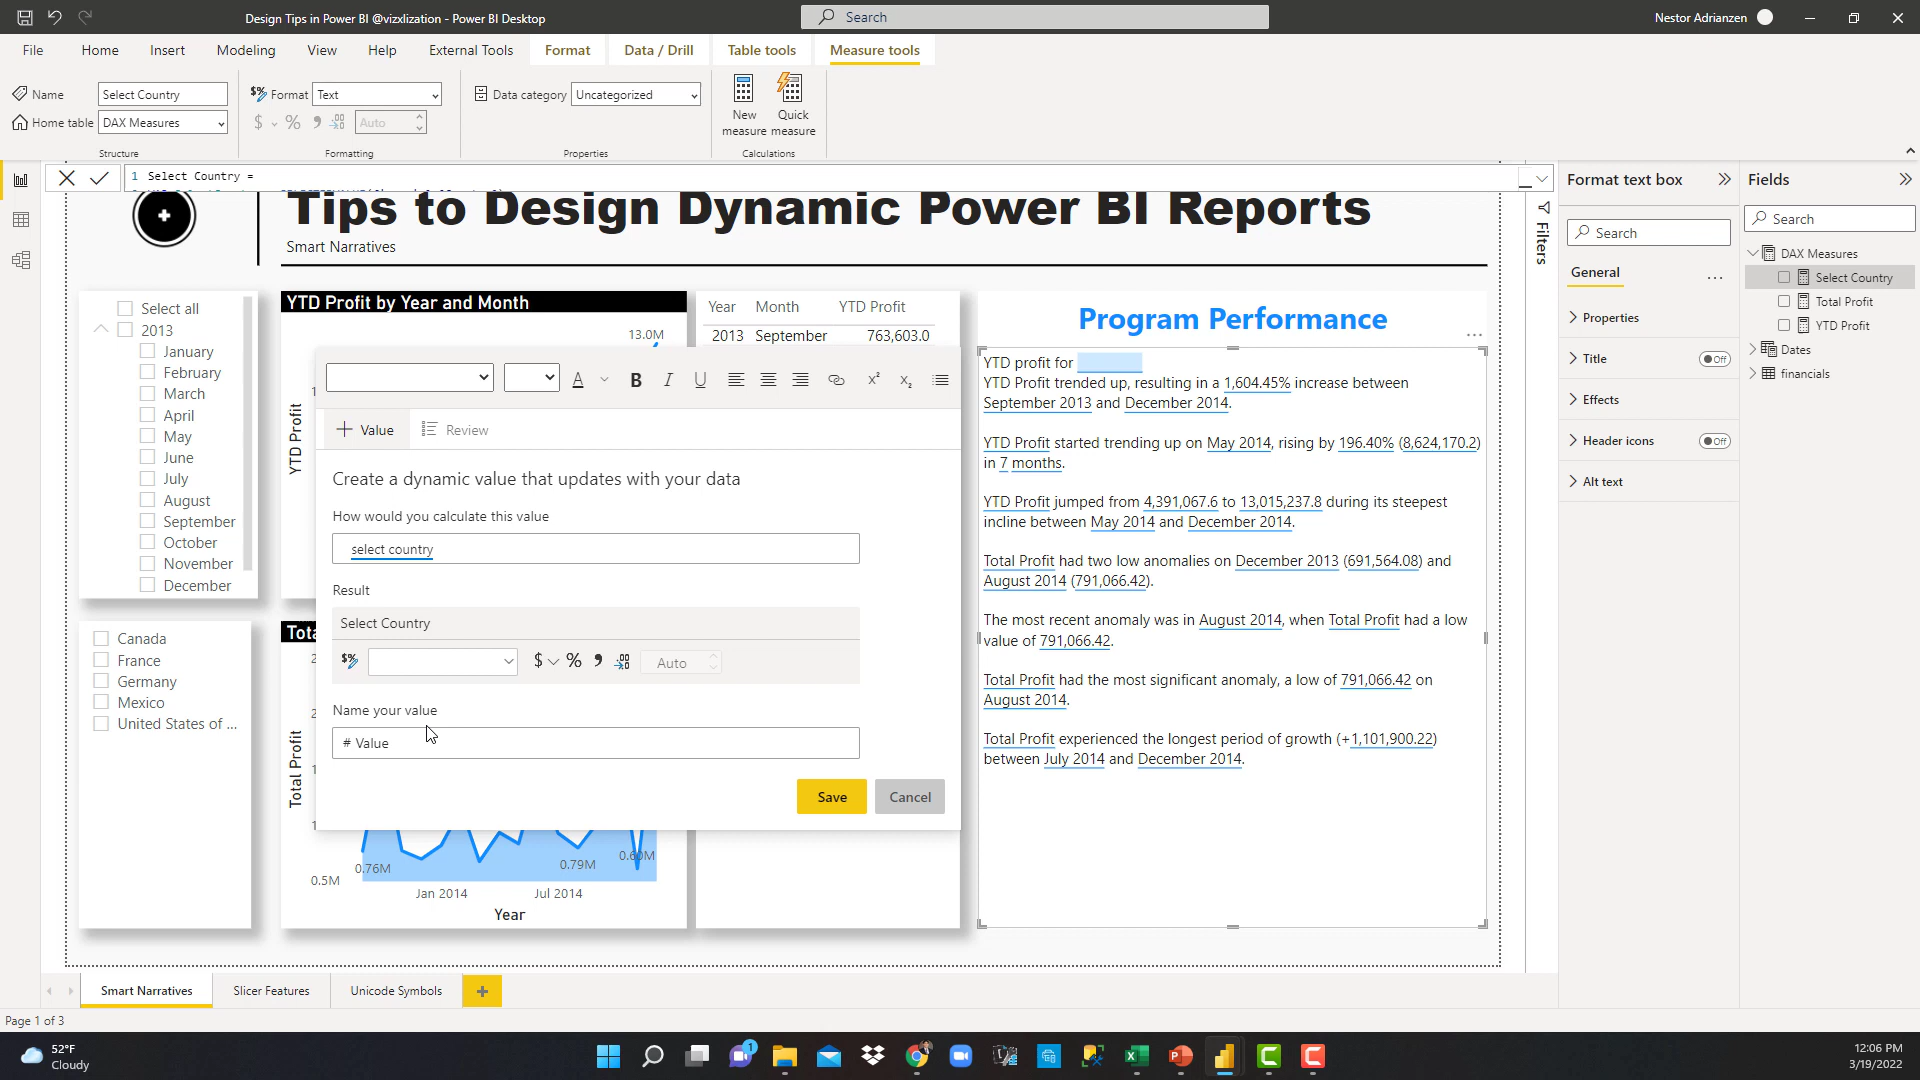 Design Tips in Power BI @vizxlization - Power BI Desktop
Search
Nestor Adrianzen
File
Home
Insert
Modeling
View
Help
External Tools
Format
Data / Drill
Table tools
Measure tools
Name
Select Country
Home table
DAX Measures
Structure
$% Format
Text
$
%
Auto
Formatting
Data category
Uncategorized
Properties
New measure
Quick measure
Calculations
1 Select Country =
Tips to Design Dynamic Power BI Reports
Smart Narratives
Select all
2013
January
February
March
April
May
June
July
August
September
October
November
December
Canada
France
Germany
Mexico
United States of ...
YTD Profit by Year and Month
13.0M
YTD Profit
Year Month YTD Profit
2013 September 763,603.0
A
B
I
U
x²
x₂
Value
Review
Create a dynamic value that updates with your data
How would you calculate this value
select country
Result
Select Country
$
%
Auto
Name your value
# Value
Save
Cancel
Tota
Total Profit
0.76M
0.79M
0.60M
0.5M
Jan 2014
Jul 2014
Year
Program Performance
...
YTD profit for
YTD Profit trended up, resulting in a 1,604.45% increase between
September 2013 and December 2014.
YTD Profit started trending up on May 2014, rising by 196.40% (8,624,170.2)
in 7 months.
YTD Profit jumped from 4,391,067.6 to 13,015,237.8 during its steepest
incline between May 2014 and December 2014.
Total Profit had two low anomalies on December 2013 (691,564.08) and
August 2014 (791,066.42).
The most recent anomaly was in August 2014, when Total Profit had a low
value of 791,066.42.
Total Profit had the most significant anomaly, a low of 791,066.42 on
August 2014.
Total Profit experienced the longest period of growth (+1,101,900.22)
between July 2014 and December 2014.
Filters
Format text box
Search
General
...
Properties
Title
Off
Effects
Header icons
Off
Alt text
Fields
Search
DAX Measures
Select Country
Total Profit
YTD Profit
Dates
financials
Smart Narratives
Slicer Features
Unicode Symbols
+
Page 1 of 3
52°F
Cloudy
1
12:06 PM
3/19/2022